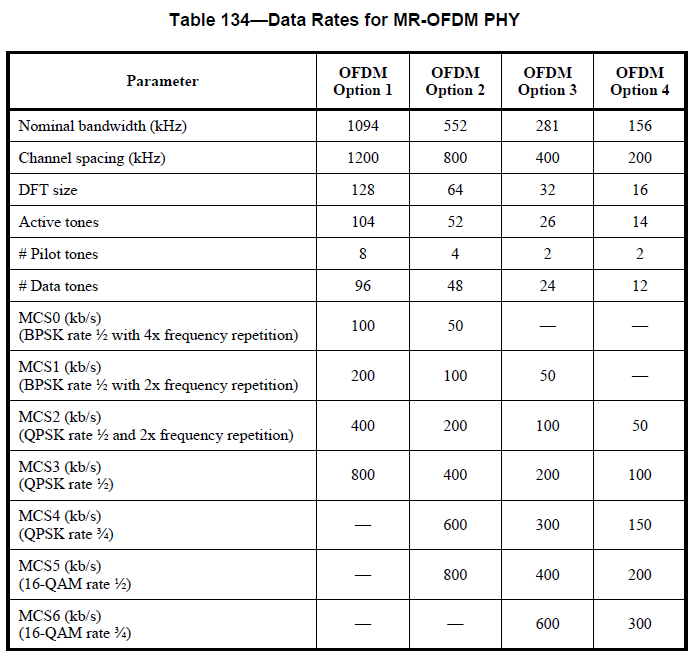 Table 134—Data Rates for MR-OFDM PHY
Parameter OFDM Option 1 OFDM Option 2 OFDM Option 3 OFDM Option 4
Nominal bandwidth (kHz) 1094 552 281 156
Channel spacing (kHz) 1200 800 400 200
DFT size 128 64 32 16
Active tones 104 52 26 14
# Pilot tones 8 4 2 2
# Data tones 96 48 24 12
MCS0 (kb/s)
(BPSK rate ½ with 4x frequency repetition) 100 50 — —
MCS1 (kb/s)
(BPSK rate ½ with 2x frequency repetition) 200 100 50 —
MCS2 (kb/s)
(QPSK rate ½ and 2x frequency repetition) 400 200 100 50
MCS3 (kb/s)
(QPSK rate ½) 800 400 200 100
MCS4 (kb/s)
(QPSK rate ¾) — 600 300 150
MCS5 (kb/s)
(16-QAM rate ½) — 800 400 200
MCS6 (kb/s)
(16-QAM rate ¾) — — 600 300